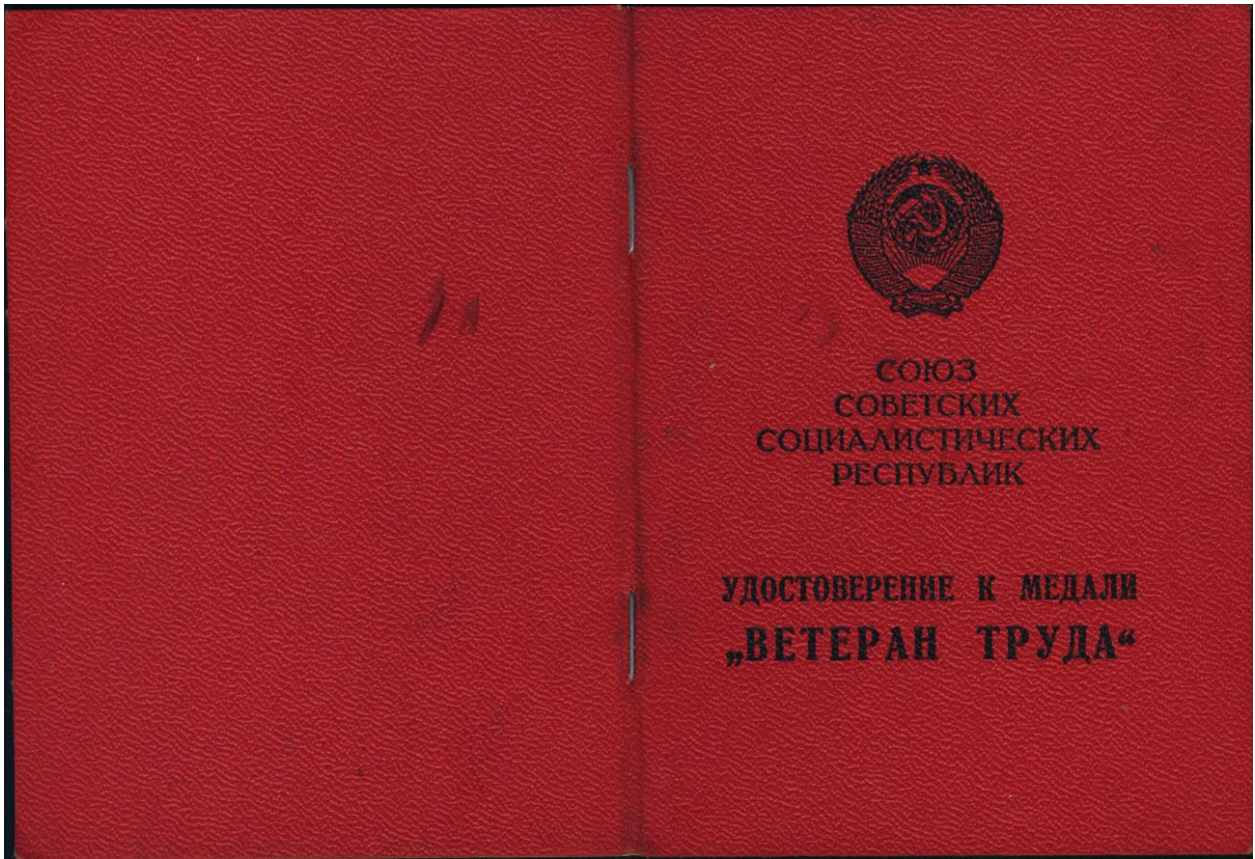 СОЮЗ
СОВЕТСКИХ
СОЦИАЛИСТИЧЕСКИХ
РЕСПУБЛИК
УДОСТОВЕРЕНИЕ К МЕДАЛИ
„ВЕТЕРАН ТРУДА“